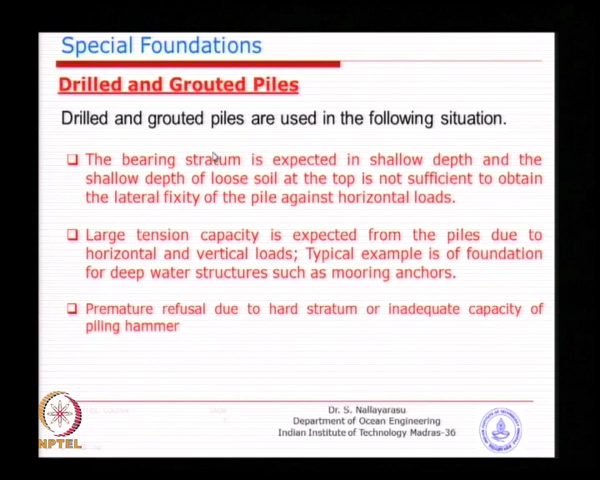 Special Foundations
Drilled and Grouted Piles
Drilled and grouted piles are used in the following situation.
The bearing stratum is expected in shallow depth and the
shallow depth of loose soil at the top is not sufficient to obtain
the lateral fixity of the pile against horizontal loads.
Large tension capacity is expected from the piles due to
horizontal and vertical loads; Typical example is of foundation
for deep water structures such as mooring anchors.
Premature refusal due to hard stratum or inadequate capacity of
piling hammer
Dr. S. Nallayarasu
Department of Ocean Engineering
Indian Institute of Technology Madras-36
NPTEL